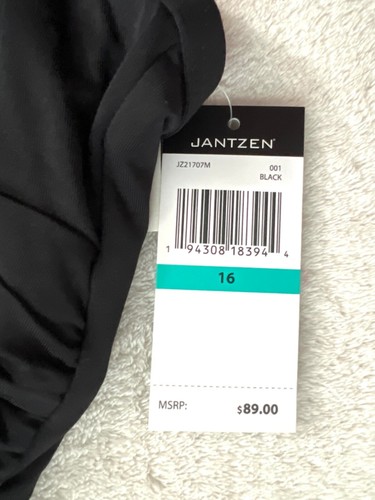 JANTZEN®
JZ21707M 001
BLACK
1 94308 18394 4
16
MSRP: $89.00